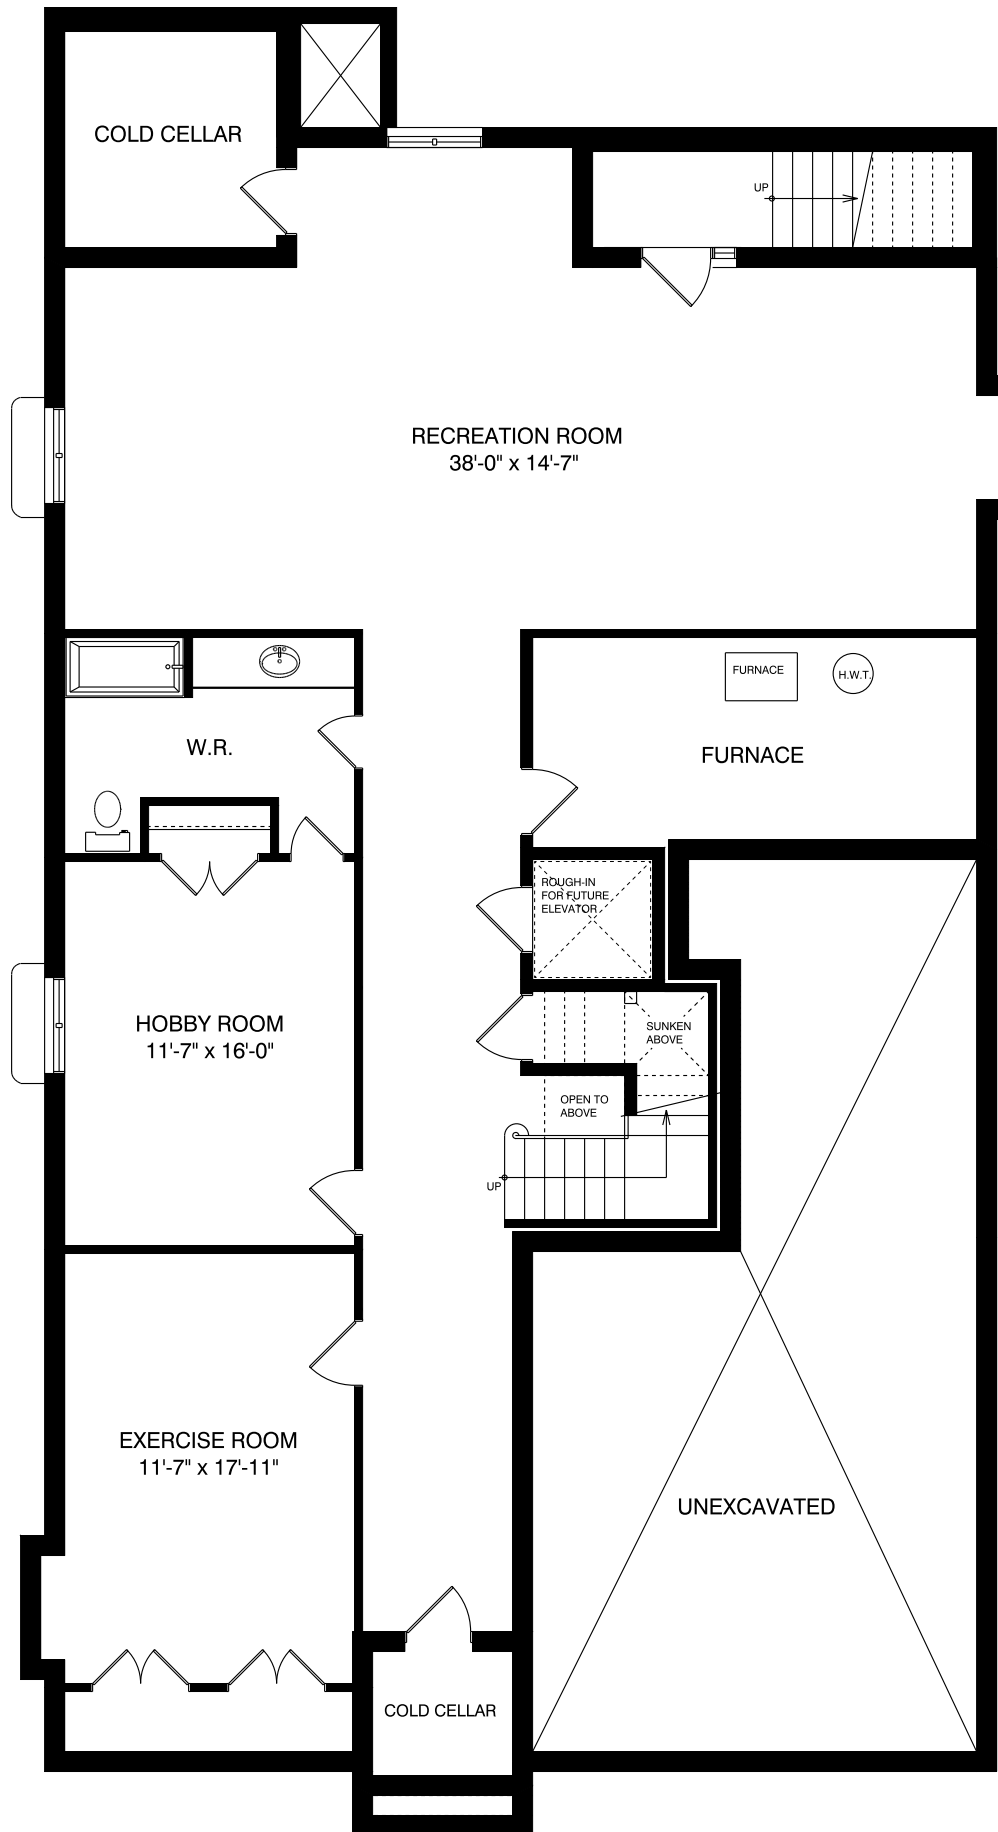 COLD CELLAR
UP
RECREATION ROOM
38'-0" x 14'-7"
FURNACE
H.W.T.
W.R.
FURNACE
ROUGH-IN
FOR FUTURE
ELEVATOR
HOBBY ROOM
11'-7" x 16'-0"
SUNKEN
ABOVE
OPEN TO
ABOVE
UP
EXERCISE ROOM
11'-7" x 17'-11"
UNEXCAVATED
COLD CELLAR